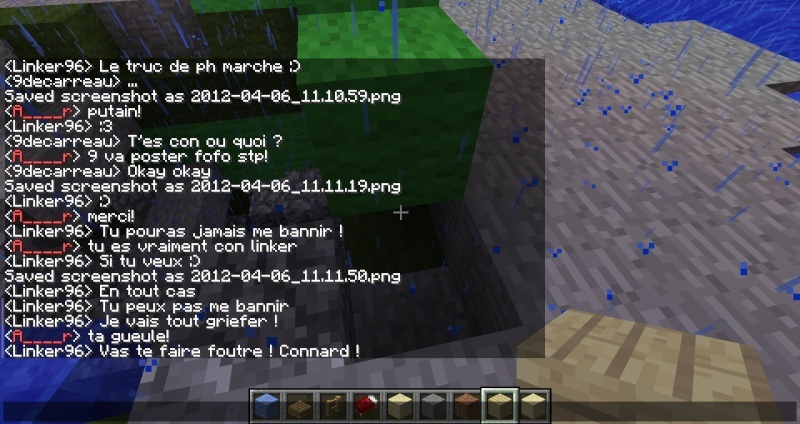 <Linker96> Le truc de ph marche :)
<9decarreau> ...
Saved screenshot as 2012-04-06_11.10.59.png
<A____r> putain!
<Linker96> :3
<9decarreau> T'es con ou quoi ?
<A____r> 9 va poster fofo stp!
<9decarreau> Okay okay
Saved screenshot as 2012-04-06_11.11.19.png
<Linker96> :)
<A____r> merci!
<Linker96> Tu pouras jamais me bannir !
<A____r> tu es vraiment con linker
<Linker96> Si tu veux :)
Saved screenshot as 2012-04-06_11.11.50.png
<Linker96> En tout cas
<Linker96> Tu peux pas me bannir
<Linker96> Je vais tout griefer !
<A____r> ta gueule!
<Linker96> Vas te faire foutre ! Connard !